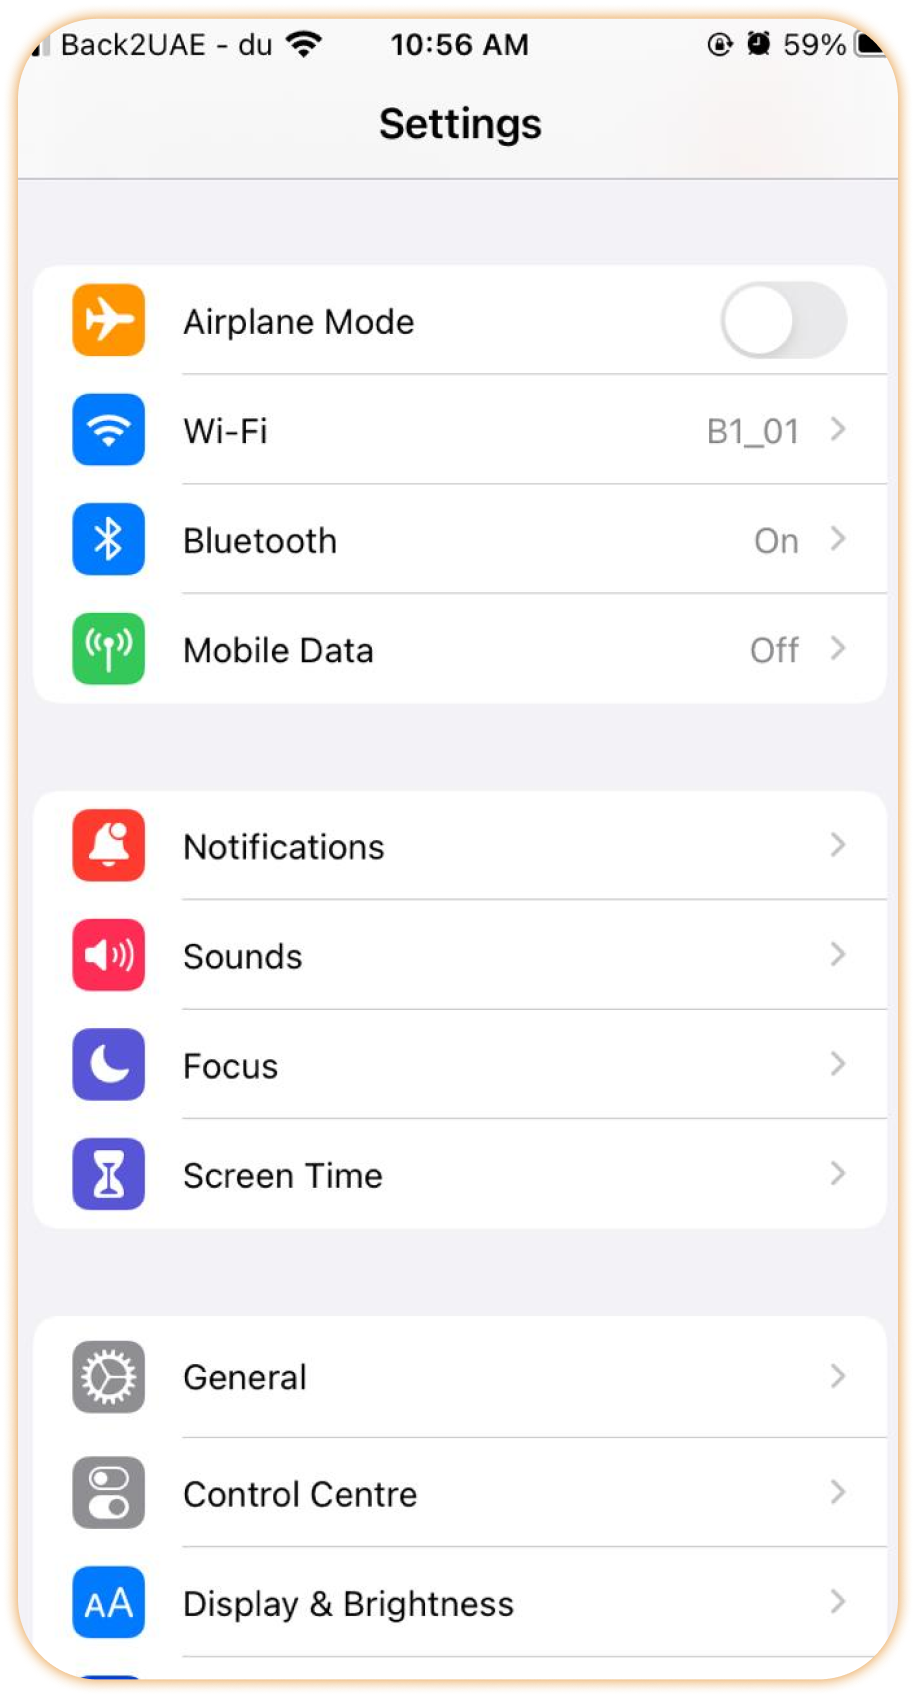 Back2UAE - du 10:56 AM 59%
Settings
Airplane Mode
Wi-Fi B1_01
Bluetooth On
Mobile Data Off
Notifications
Sounds
Focus
Screen Time
General
Control Centre
AA Display & Brightness